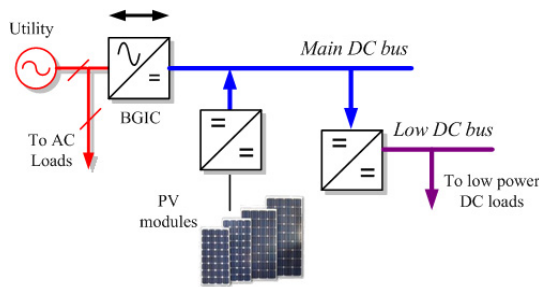 Utility
Main DC bus
BGIC
To AC
Loads
Low DC bus
PV
modules
To low power
DC loads